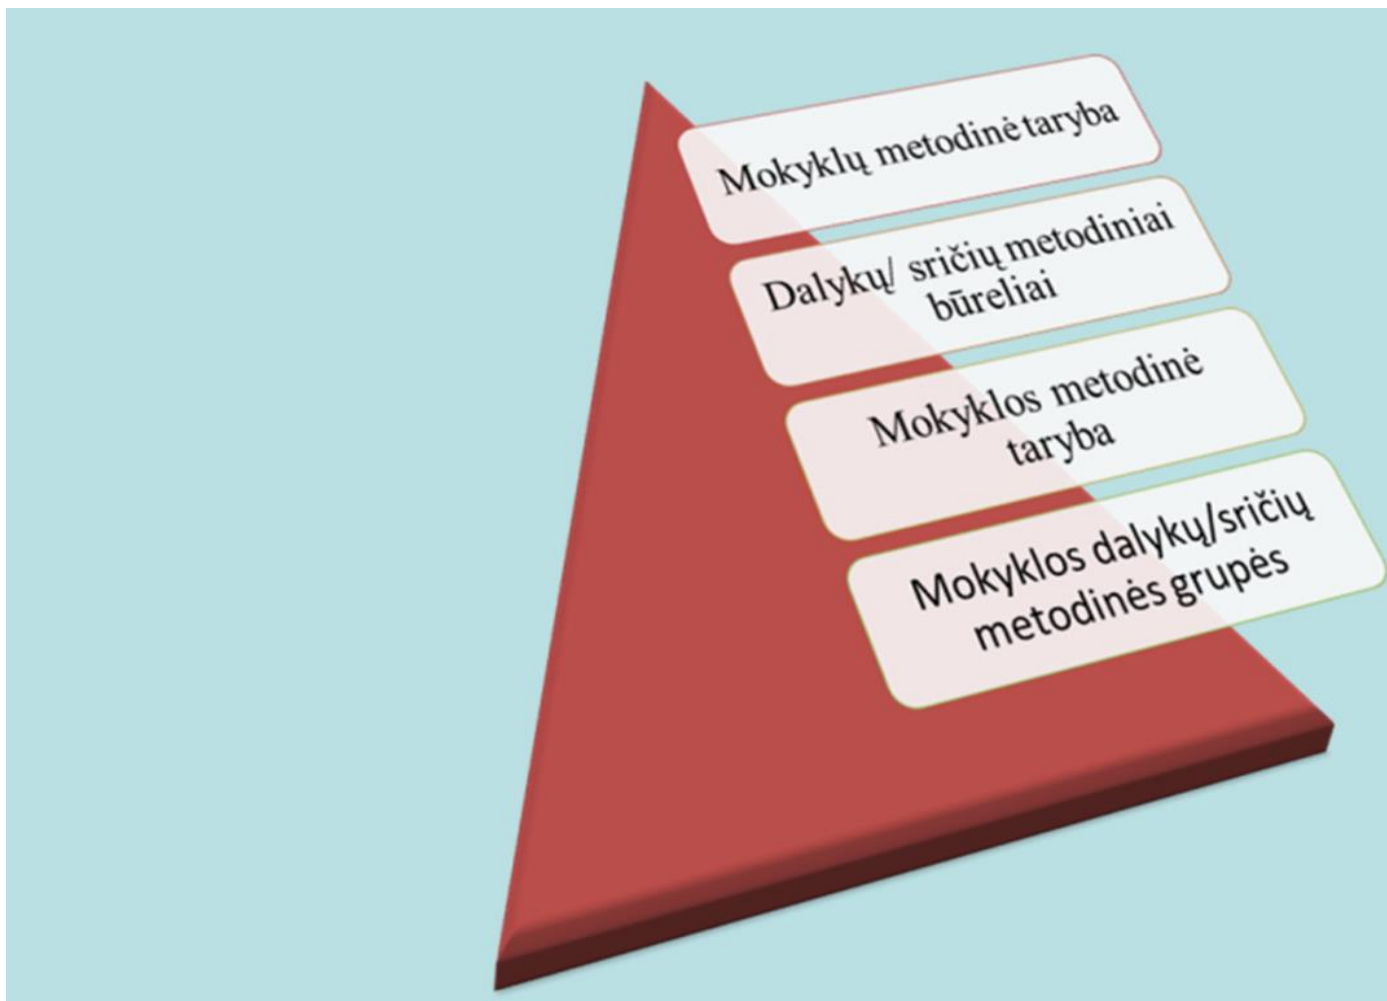 Mokyklų metodinė taryba
Dalykų/ sričių metodiniai
būreliai
Mokyklos metodinė
taryba
Mokyklos dalykų/sričių
metodinės grupės